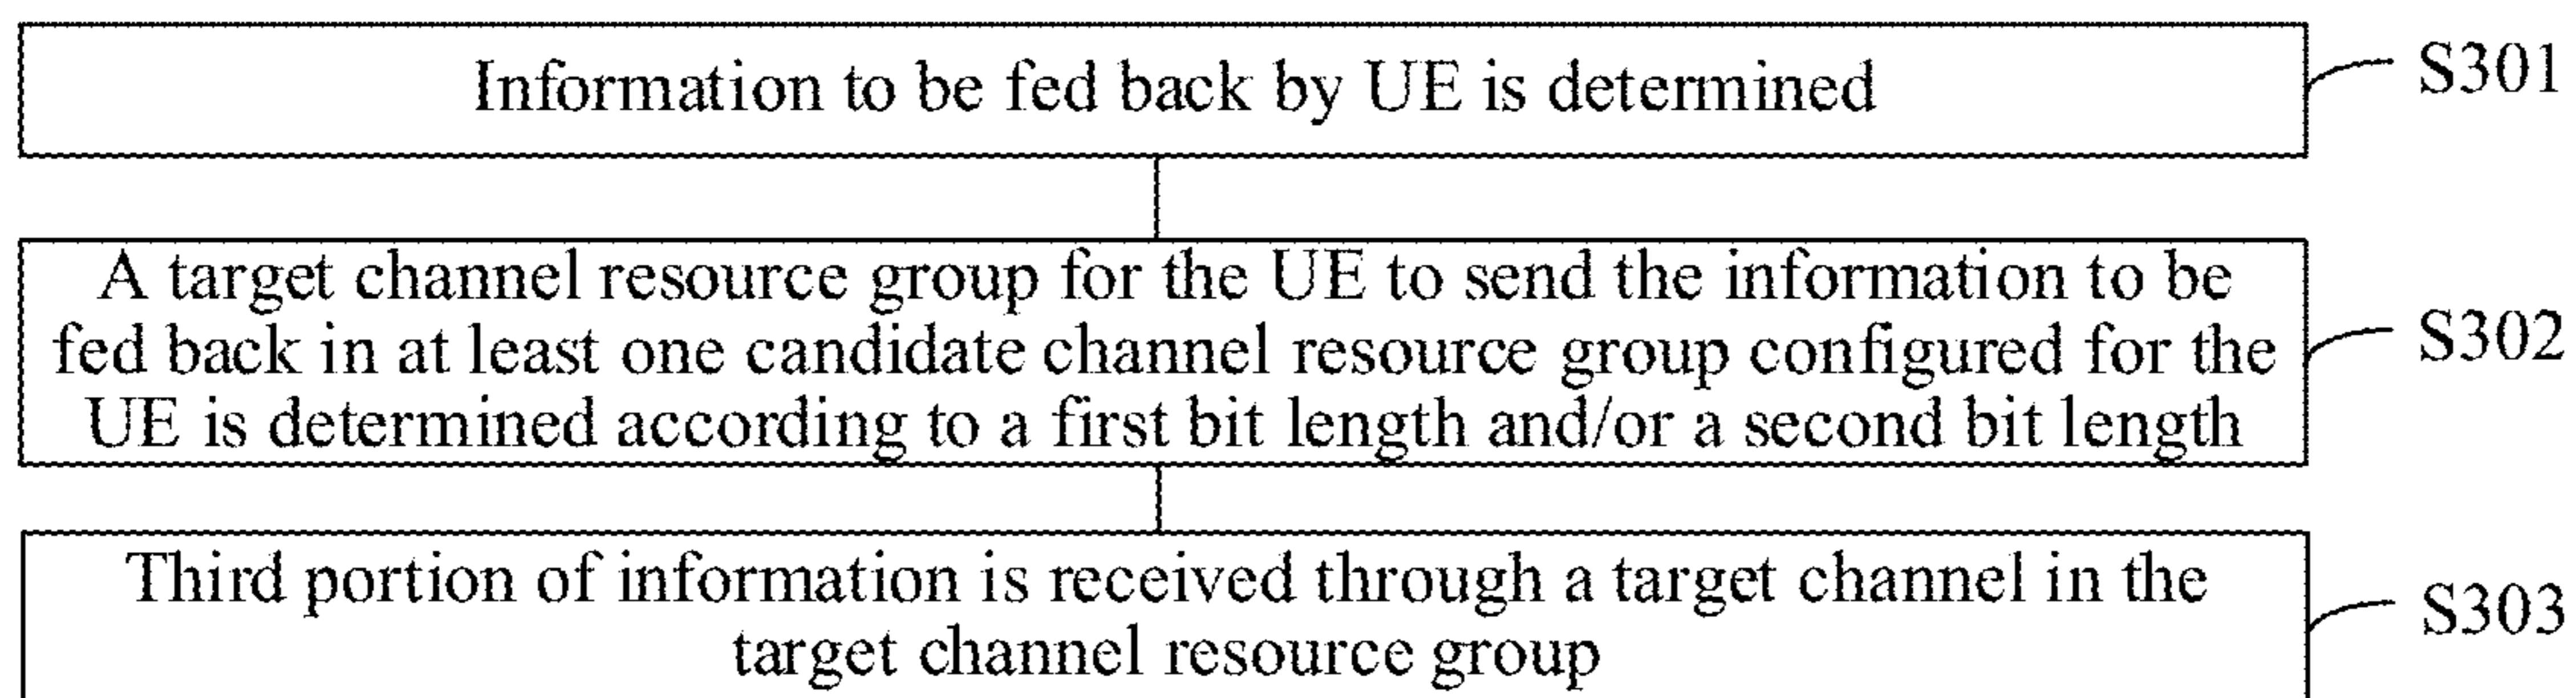 Information to be fed back by UE is determined
S301
A target channel resource group for the UE to send the information to be
fed back in at least one candidate channel resource group configured for the
S302
UE is determined according to a first bit length and/or a second bit length
Third portion of information is received through a target channel in the
S303
target channel resource group